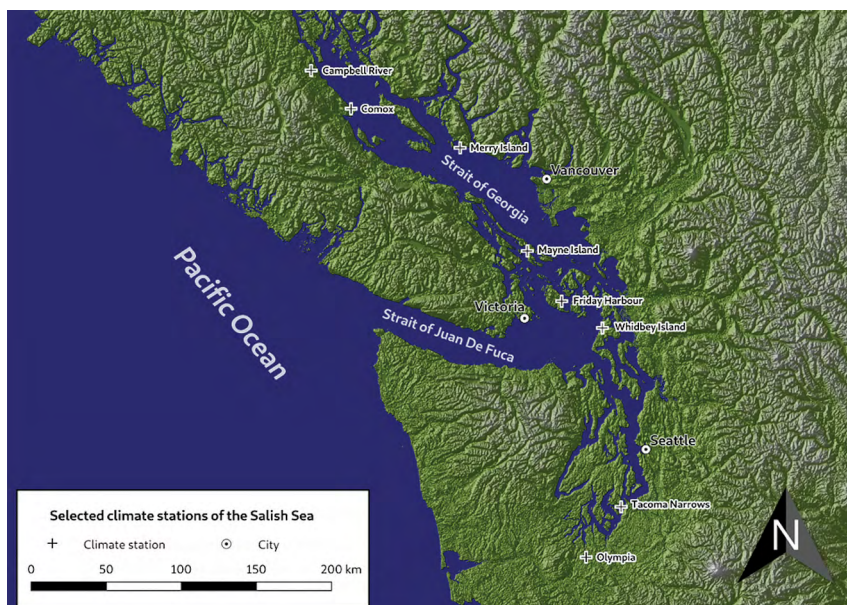 Campbell River
Comox
Merry Island
Strait of Georgia
Vancouver
Mayne Island
Pacific Ocean
Victoria
Friday Harbour
Strait of Juan De Fuca
Whidbey Island
Seattle
Tacoma Narrows
Olympia
N
Selected climate stations of the Salish Sea
Climate station
City
0 50 100 150 200 km